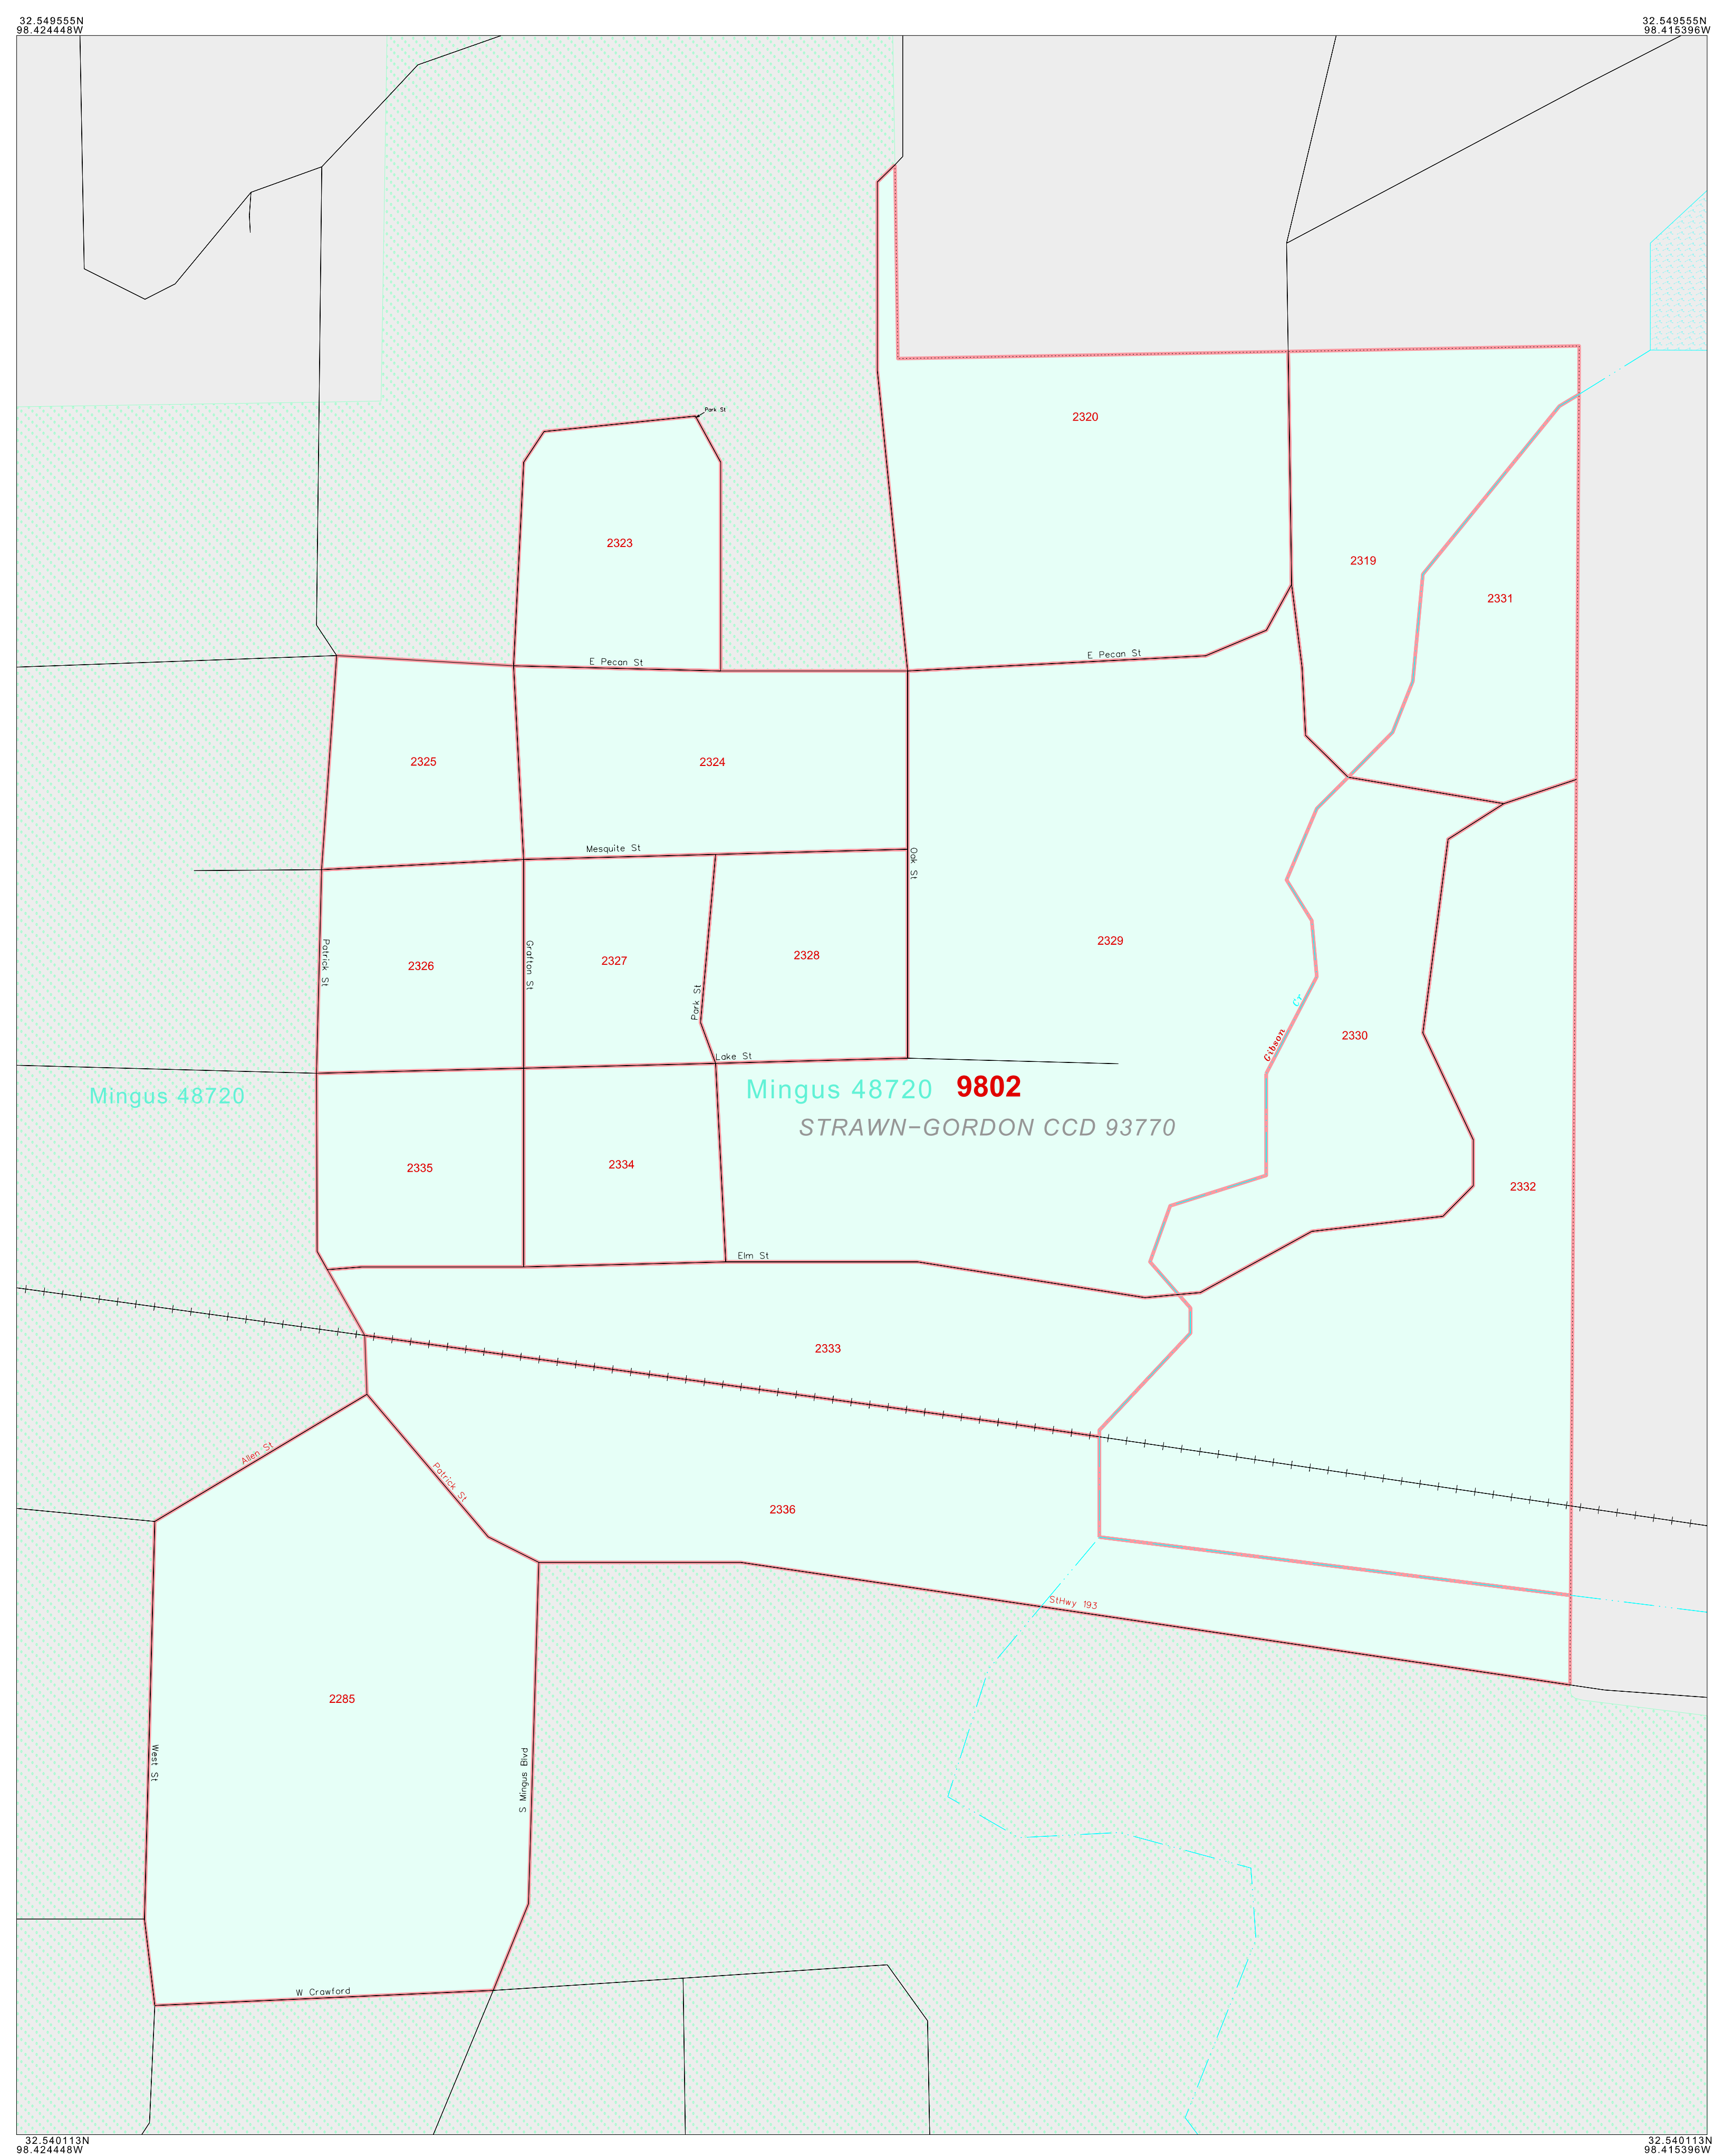 32.549555N
98.424448W
32.549555N
98.415396W
Park St
2320
2323
2319
2331
E Pecan St
E Pecan St
2325
2324
Mesquite St
Oak St
Patrick St
2326
Grafton St
2327
Park St
2328
2329
Gibson Cr
2330
Lake St
Mingus 48720
Mingus 48720
9802
STRAWN-GORDON CCD 93770
2335
2334
2332
Elm St
2333
Allen St
Patrick St
2336
StHwy 193
2285
West St
S Mingus Blvd
W Crawford
32.540113N
98.424448W
32.540113N
98.415396W